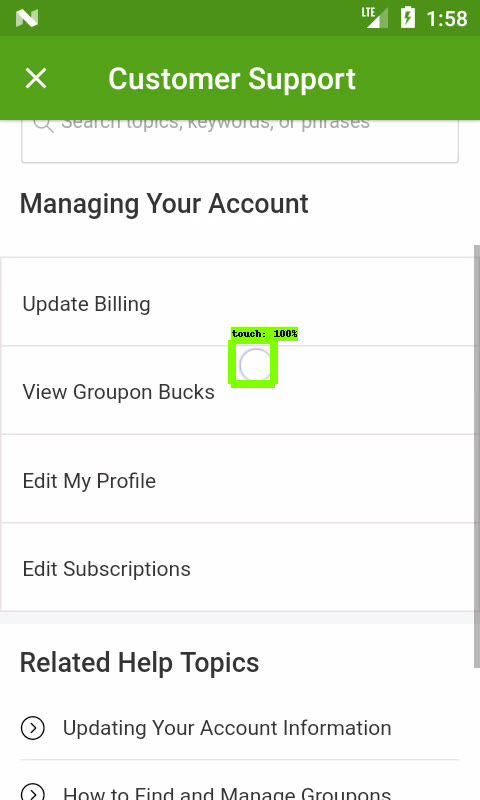 LTE 1:58
Customer Support
Search topics, keywords, or phrases
Managing Your Account
Update Billing
touch: 100%
View Groupon Bucks
Edit My Profile
Edit Subscriptions
Related Help Topics
Updating Your Account Information
How to Find and Manage Groupons